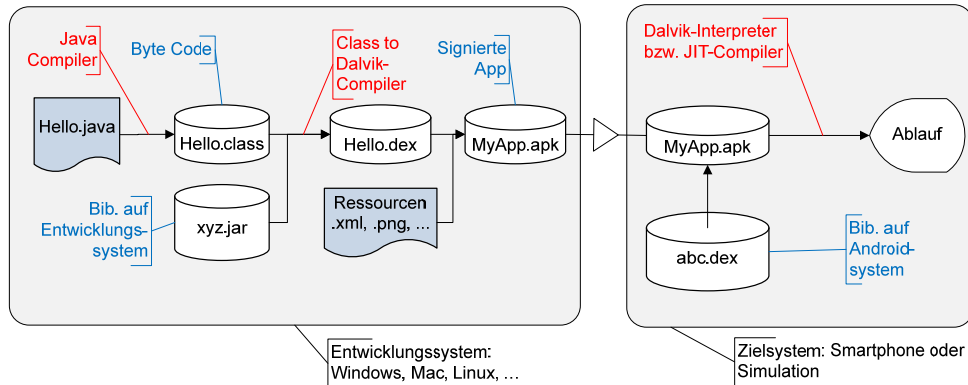 Java
Compiler
Byte Code
Class to
Dalvik-
Compiler
Signierte
App
Hello.java
Hello.class
Hello.dex
MyApp.apk
Bib. auf
Entwicklungs-
system
xyz.jar
Ressourcen
.xml, .png, ...
Entwicklungssystem:
Windows, Mac, Linux, ...
Dalvik-Interpreter
bzw. JIT-Compiler
MyApp.apk
Ablauf
abc.dex
Bib. auf
Android-
system
Zielsystem: Smartphone oder
Simulation